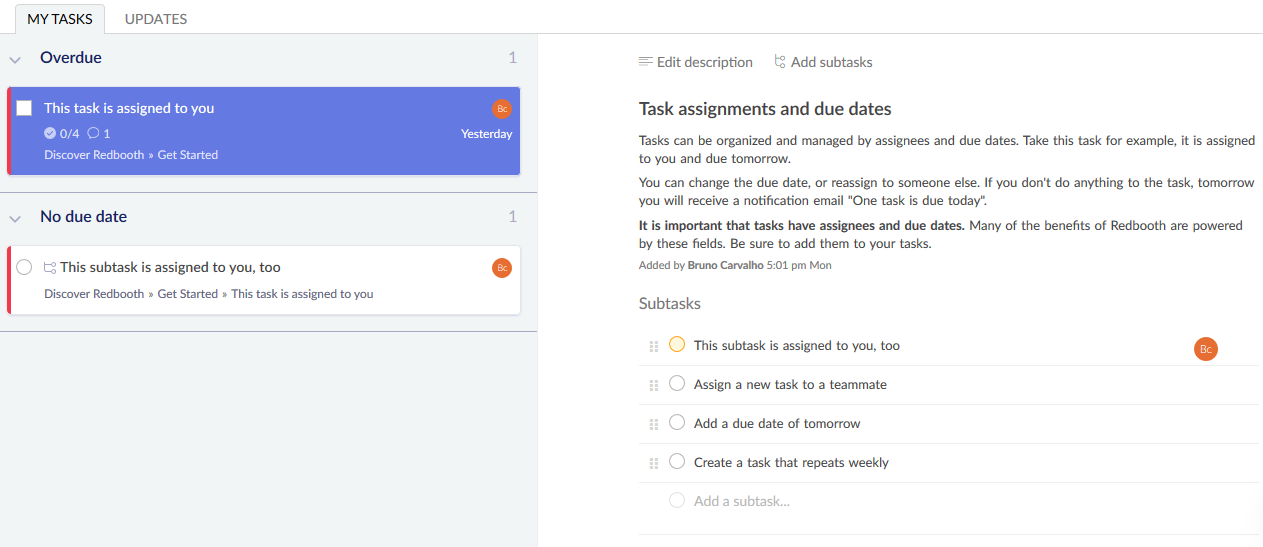 MY TASKS
UPDATES
Overdue
1
This task is assigned to you
Bc
0/4
1
Yesterday
Discover Redbooth » Get Started
No due date
1
This subtask is assigned to you, too
Bc
Discover Redbooth » Get Started » This task is assigned to you
Edit description
Add subtasks
Task assignments and due dates
Tasks can be organized and managed by assignees and due dates. Take this task for example, it is assigned
to you and due tomorrow.
You can change the due date, or reassign to someone else. If you don't do anything to the task, tomorrow
you will receive a notification email "One task is due today".
It is important that tasks have assignees and due dates. Many of the benefits of Redbooth are powered
by these fields. Be sure to add them to your tasks.
Added by Bruno Carvalho 5:01 pm Mon
Subtasks
This subtask is assigned to you, too
Bc
Assign a new task to a teammate
Add a due date of tomorrow
Create a task that repeats weekly
Add a subtask...